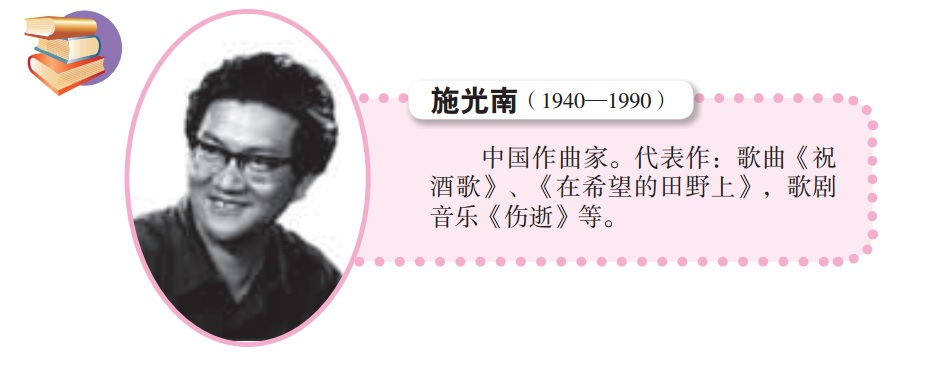 施光南（1940—1990）
中国作曲家。代表作：歌曲《祝
酒歌》、《在希望的田野上》，歌剧
音乐《伤逝》等。